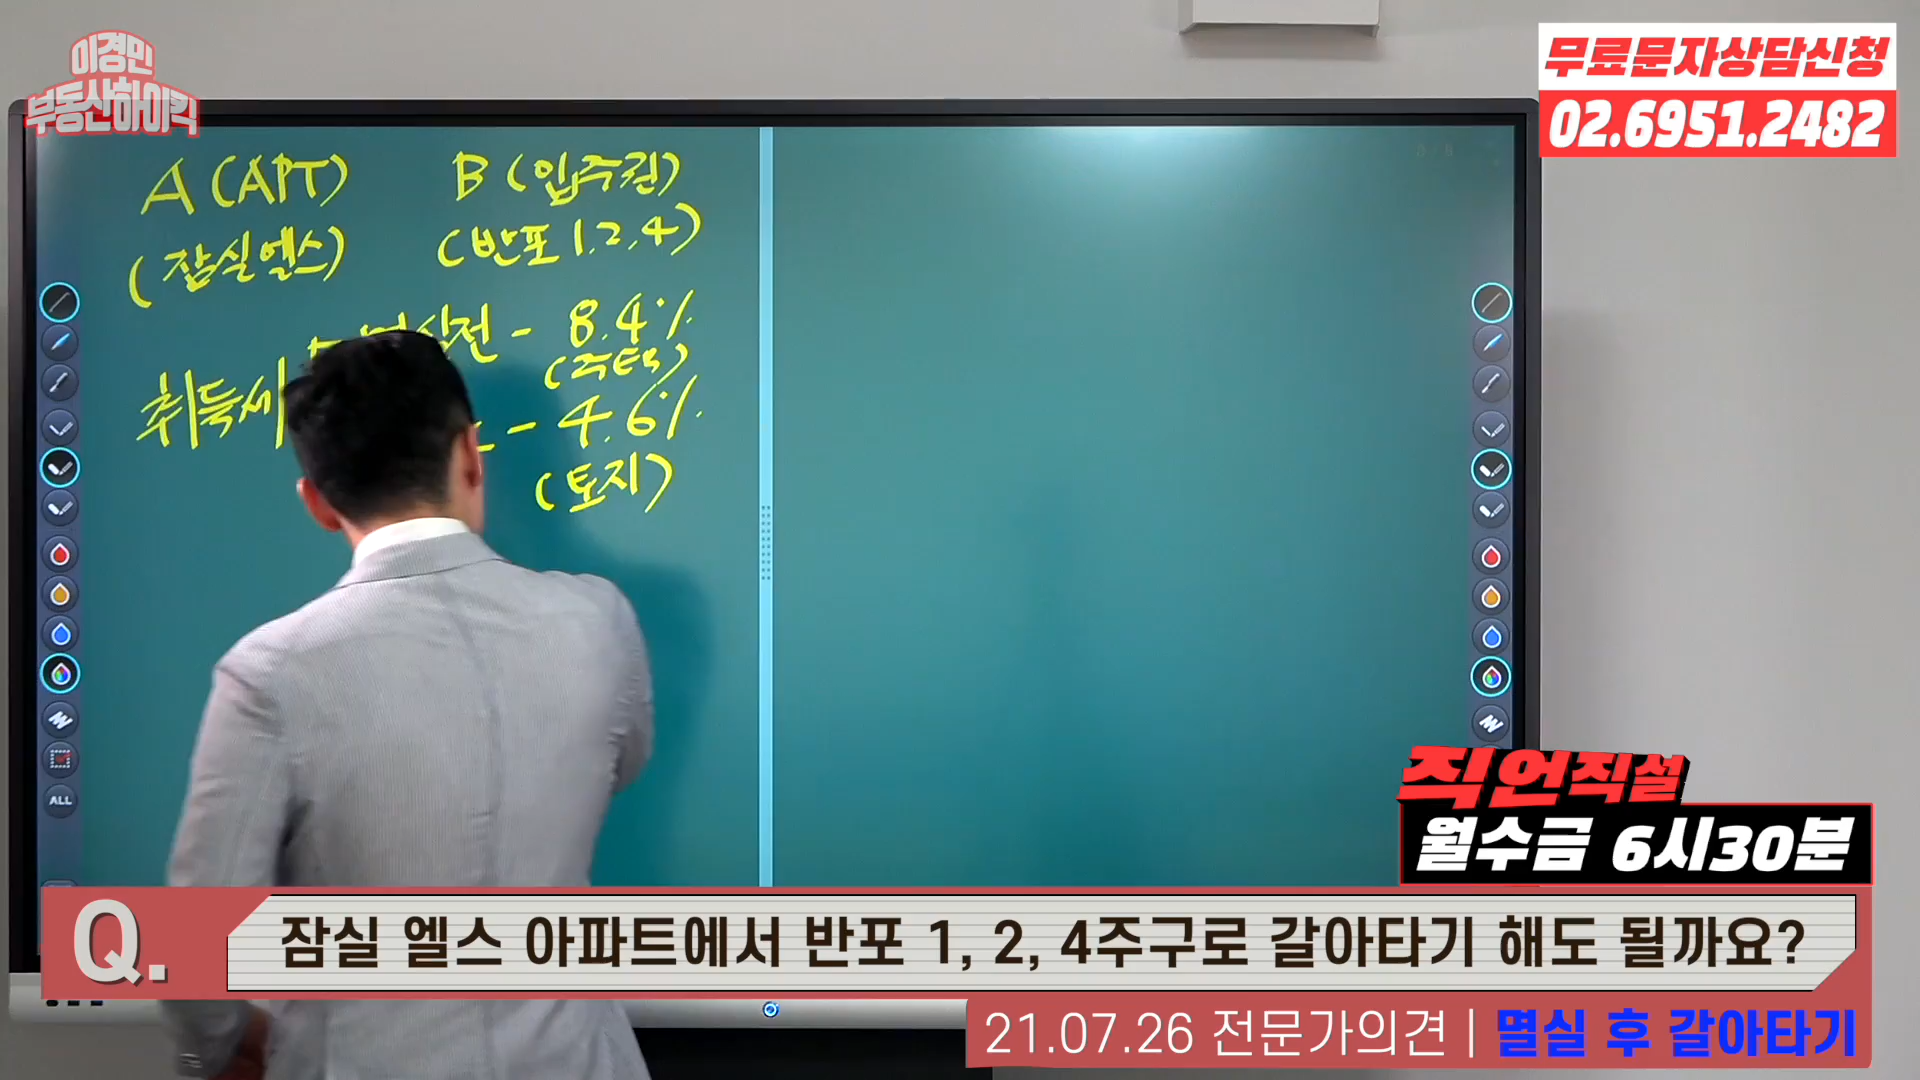 이경민
부동산하이킥
무료문자상담신청
02.6951.2482
A (APT)
B (입주권)
(잠실엘스)
(반포 1.2.4)
취득세
전 - 8.4%
(주택)
- 4.6%
(토지)
ALL
직언직설
월수금 6시30분
Q.
잠실 엘스 아파트에서 반포 1, 2, 4주구로 갈아타기 해도 될까요?
21.07.26 전문가의견 | 멸실 후 갈아타기